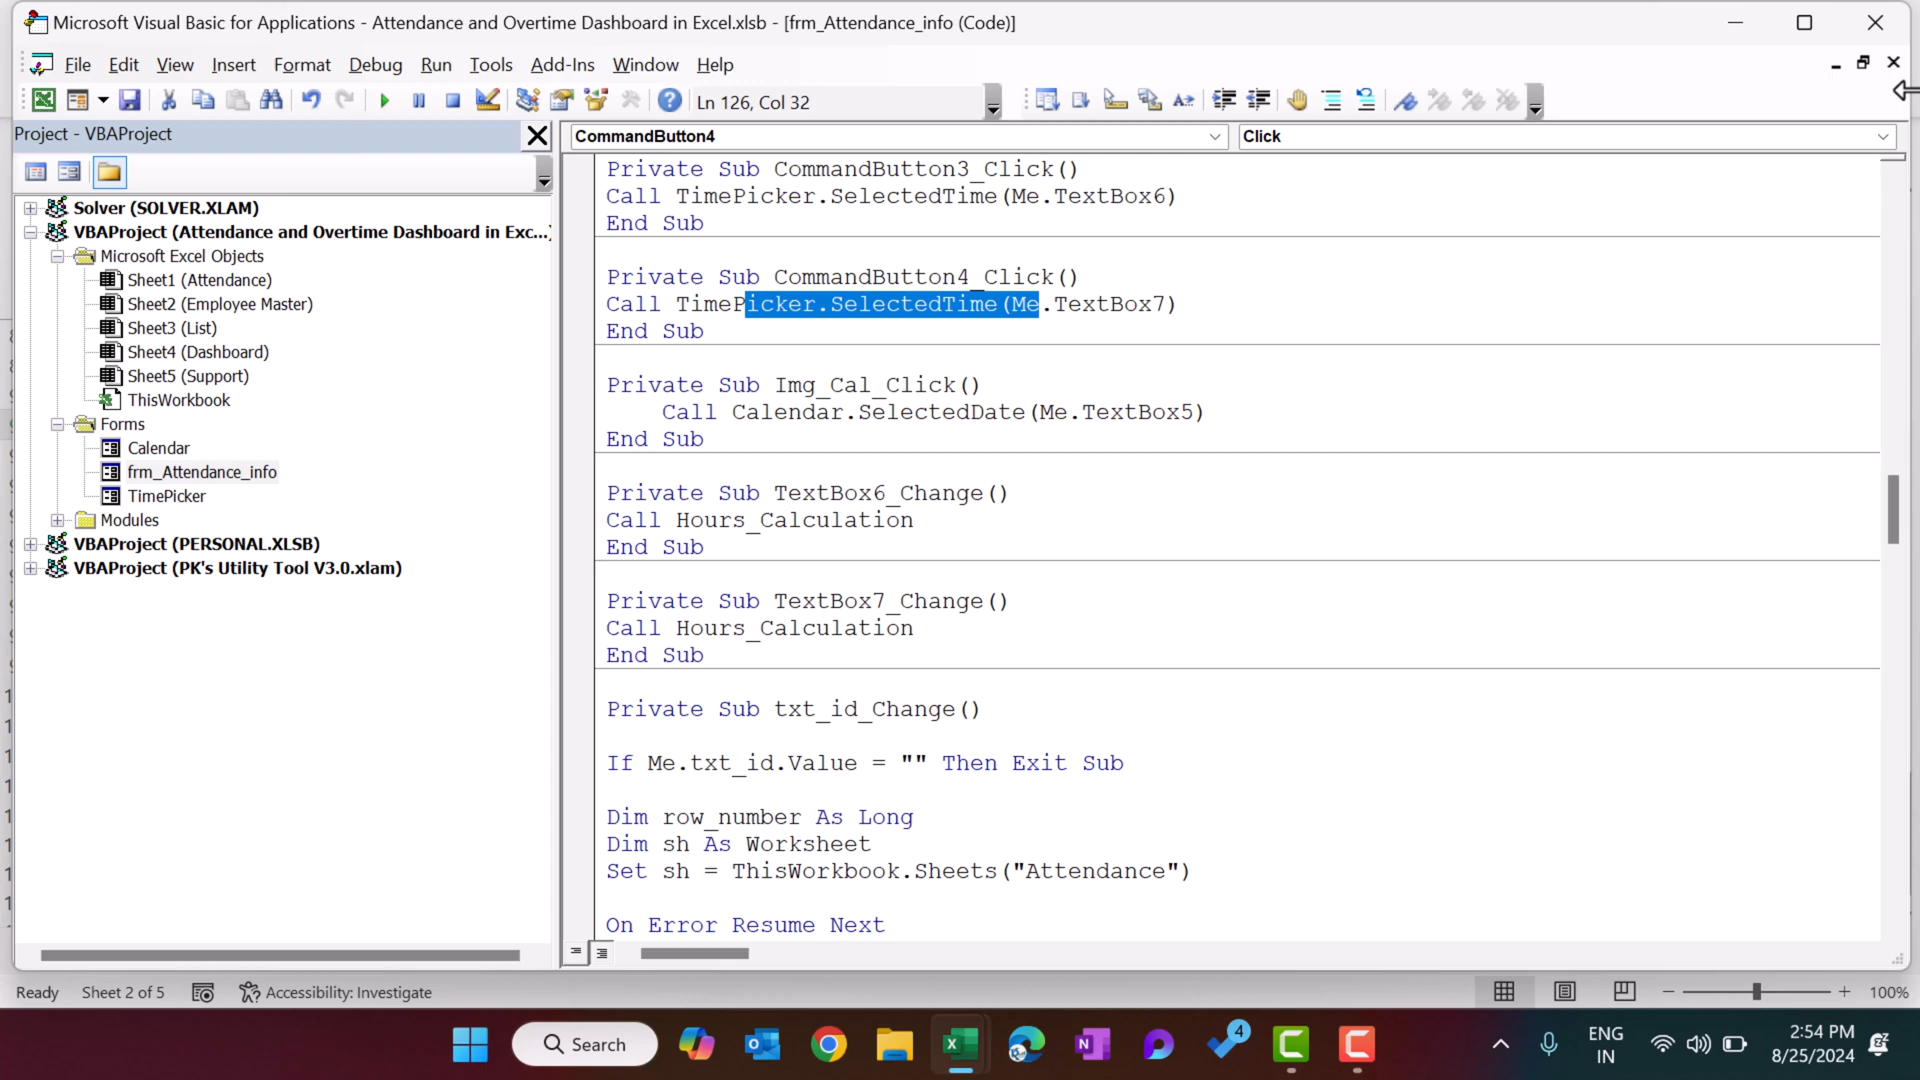 Microsoft Visual Basic for Applications - Attendance and Overtime Dashboard in Excel.xlsb - [frm_Attendance_info (Code)]
File Edit View Insert Format Debug Run Tools Add-Ins Window Help
Ln 126, Col 32
Project - VBAProject
CommandButton4
Click
Solver (SOLVER.XLAM)
VBAProject (Attendance and Overtime Dashboard in Exc...)
Microsoft Excel Objects
Sheet1 (Attendance)
Sheet2 (Employee Master)
Sheet3 (List)
Sheet4 (Dashboard)
Sheet5 (Support)
ThisWorkbook
Forms
Calendar
frm_Attendance_info
TimePicker
Modules
VBAProject (PERSONAL.XLSB)
VBAProject (PK's Utility Tool V3.0.xlam)
Private Sub CommandButton3_Click()
Call TimePicker.SelectedTime(Me.TextBox6)
End Sub
Private Sub CommandButton4_Click()
Call TimePicker.SelectedTime(Me.TextBox7)
End Sub
Private Sub Img_Cal_Click()
Call Calendar.SelectedDate(Me.TextBox5)
End Sub
Private Sub TextBox6_Change()
Call Hours_Calculation
End Sub
Private Sub TextBox7_Change()
Call Hours_Calculation
End Sub
Private Sub txt_id_Change()
If Me.txt_id.Value = "" Then Exit Sub
Dim row_number As Long
Dim sh As Worksheet
Set sh = ThisWorkbook.Sheets("Attendance")
On Error Resume Next
Ready Sheet 2 of 5 Accessibility: Investigate
100%
Search
4
ENG
IN
2:54 PM
8/25/2024